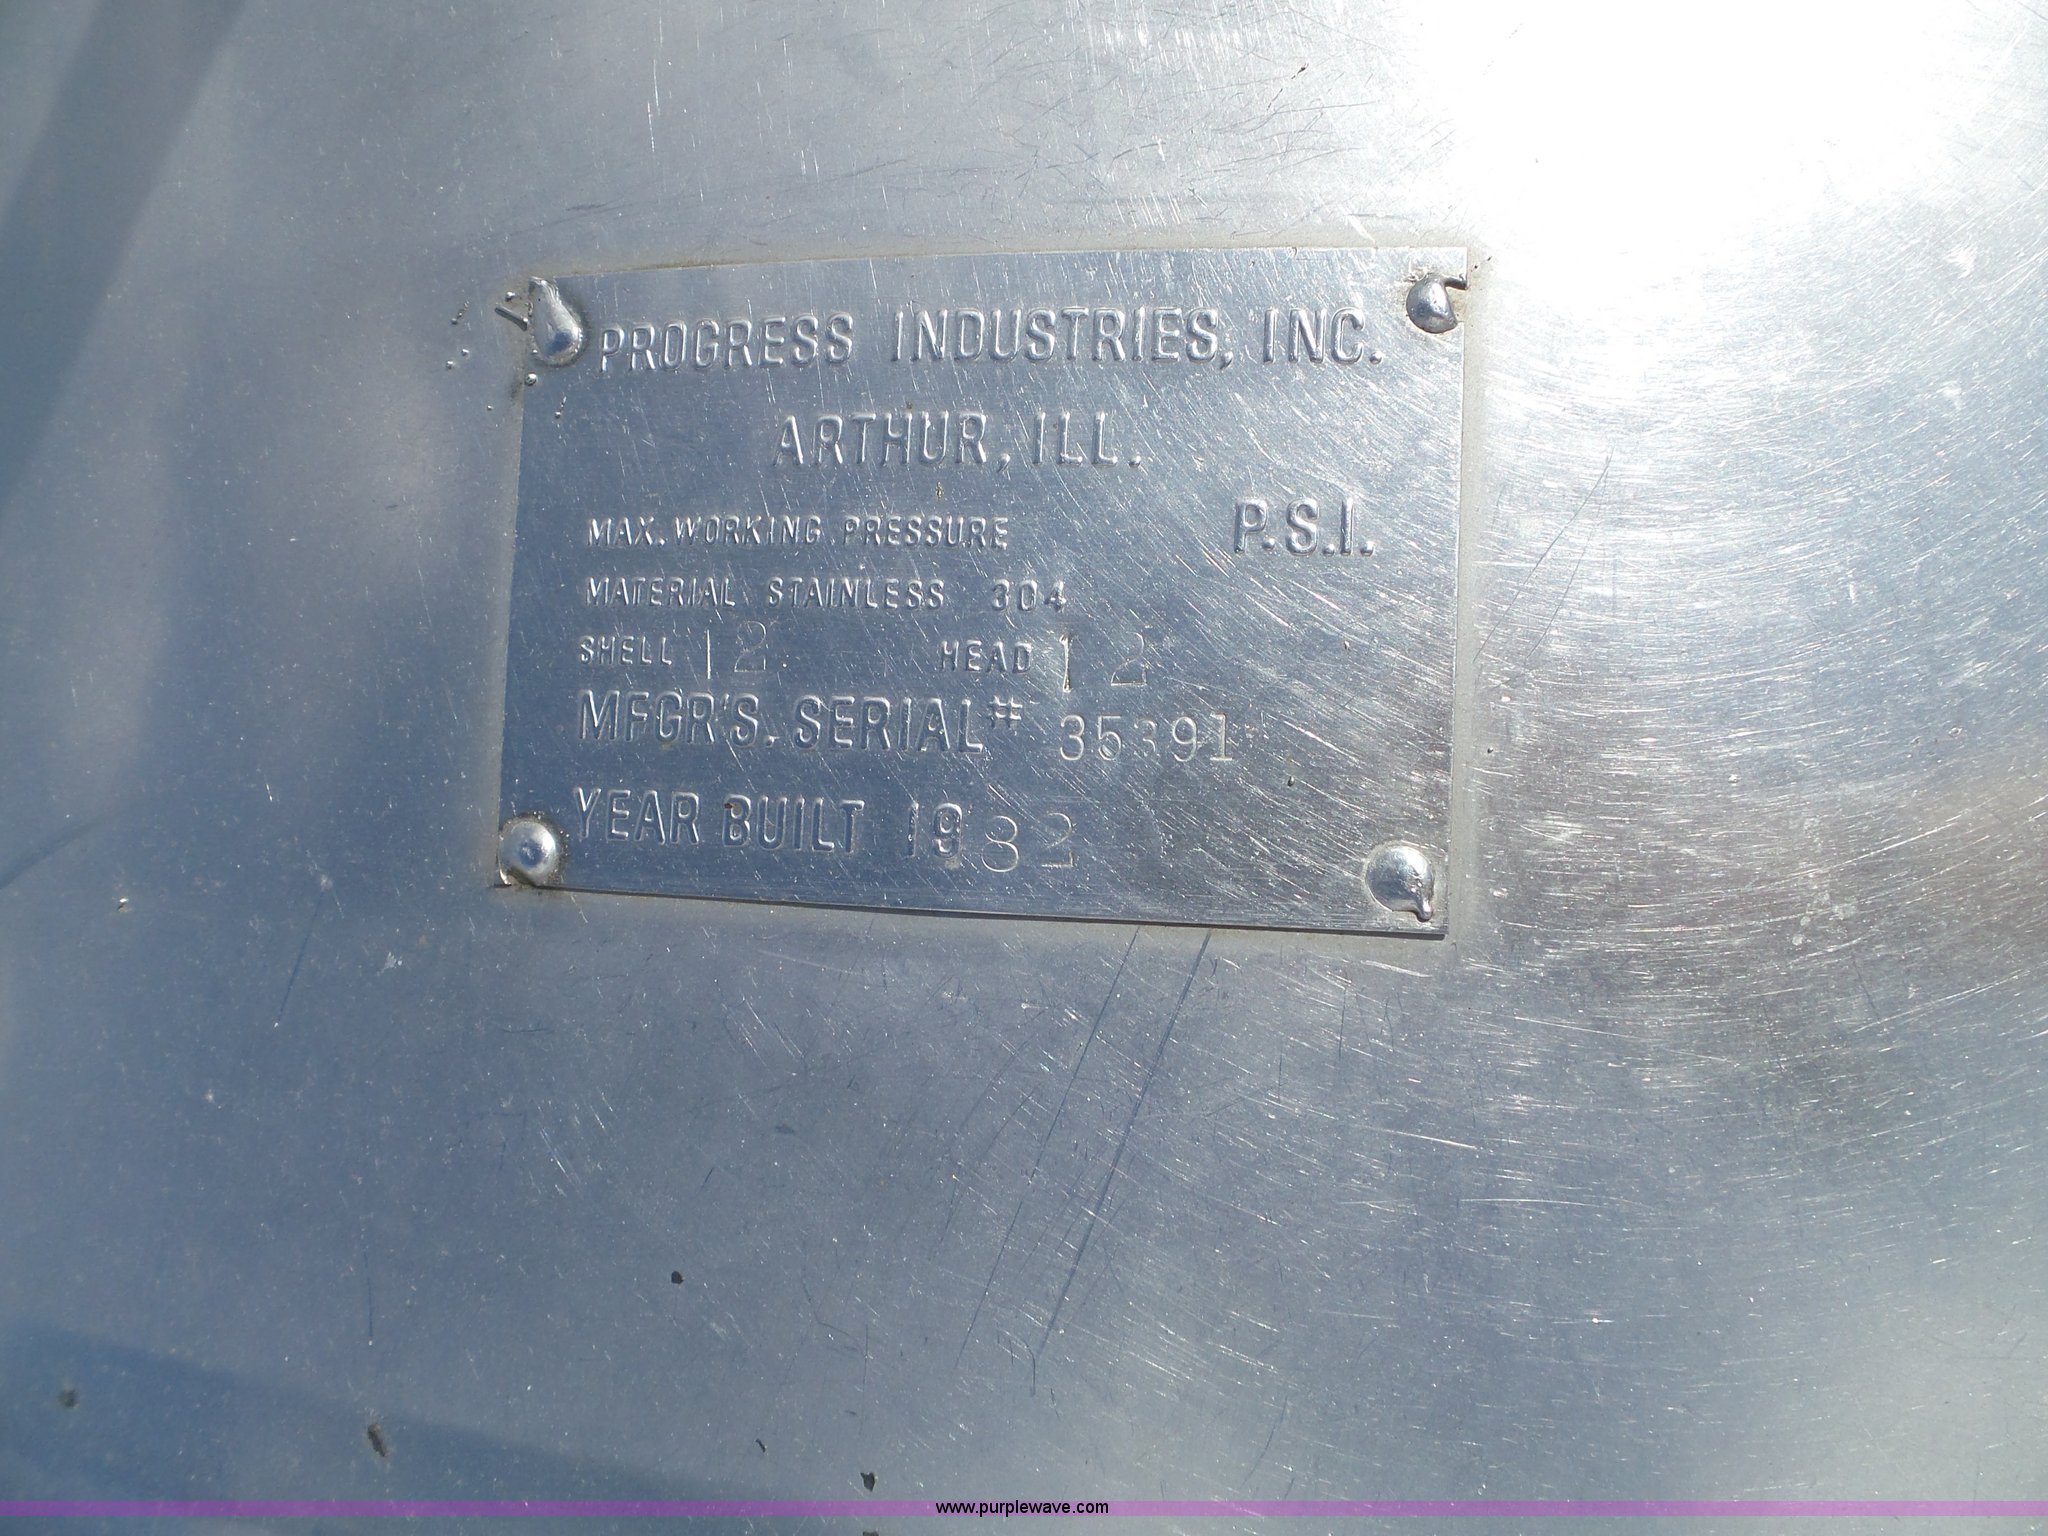 PROGRESS INDUSTRIES, INC.
ARTHUR, ILL.
MAX. WORKING PRESSURE P.S.I.
MATERIAL STAINLESS 304
SHELL 12 HEAD 12
MFGR'S. SERIAL# 35391
YEAR BUILT 1982
www.purplewave.com